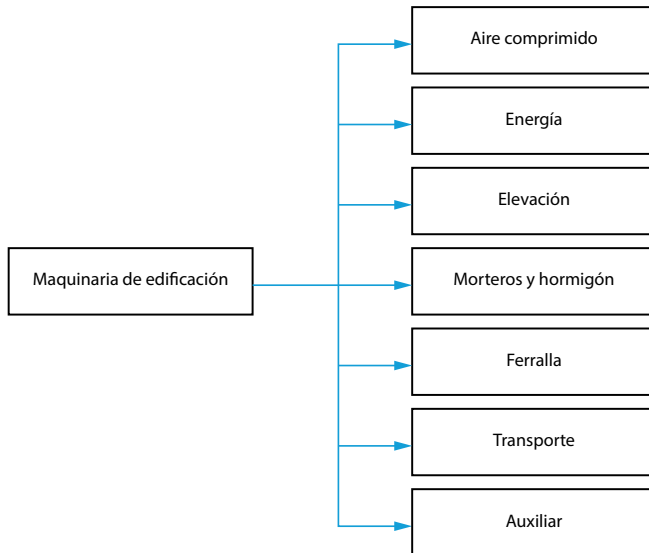 Aire comprimido
Energía
Elevación
Maquinaria de edificación
Morteros y hormigón
Ferralla
Transporte
Auxiliar